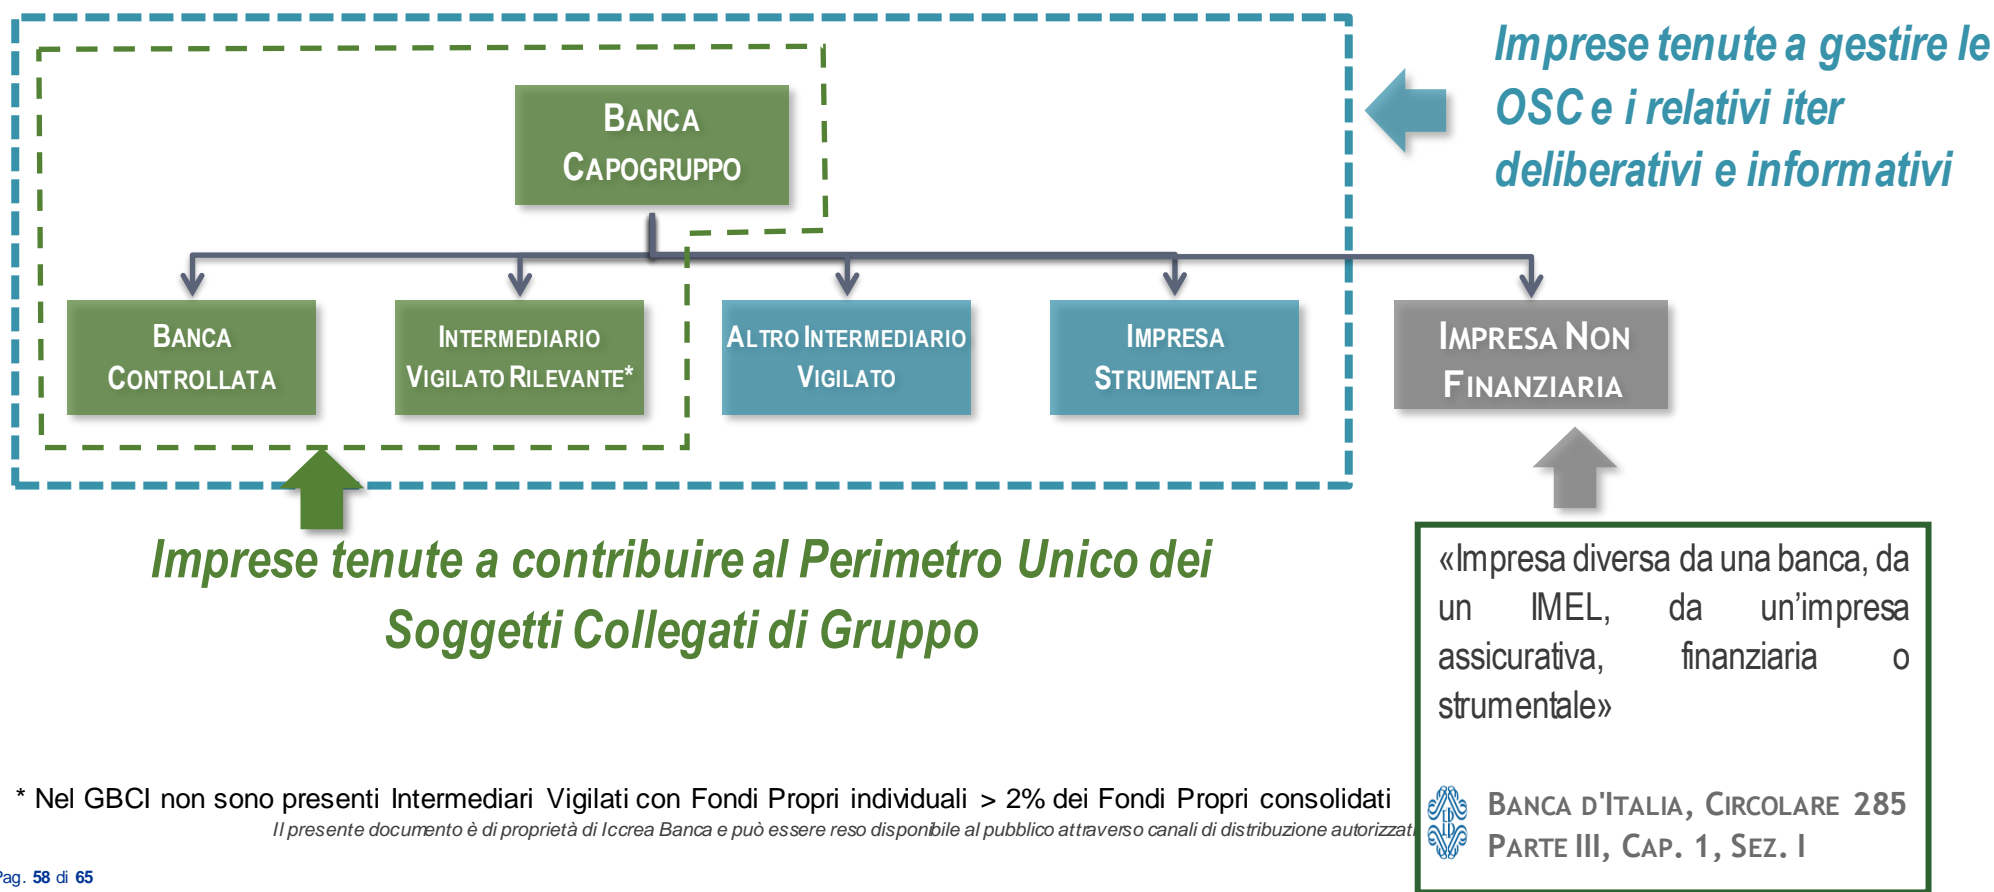 Imprese tenute a gestire le
OSC e i relativi iter
deliberativi e informativi
BANCA
CAPOGRUPPO
BANCA
CONTROLLATA
INTERMEDIARIO
VIGILATO RILEVANTE*
ALTRO INTERMEDIARIO
VIGILATO
IMPRESA
STRUMENTALE
IMPRESA NON
FINANZIARIA
Imprese tenute a contribuire al Perimetro Unico dei
Soggetti Collegati di Gruppo
«Impresa diversa da una banca, da
un IMEL, da un’impresa
assicurativa, finanziaria o
strumentale»
BANCA D'ITALIA, CIRCOLARE 285
PARTE III, CAP. 1, SEZ. I
* Nel GBCI non sono presenti Intermediari Vigilati con Fondi Propri individuali > 2% dei Fondi Propri consolidati
Il presente documento è di proprietà di Iccrea Banca e può essere reso disponibile al pubblico attraverso canali di distribuzione autorizzati
Pag. 58 di 65